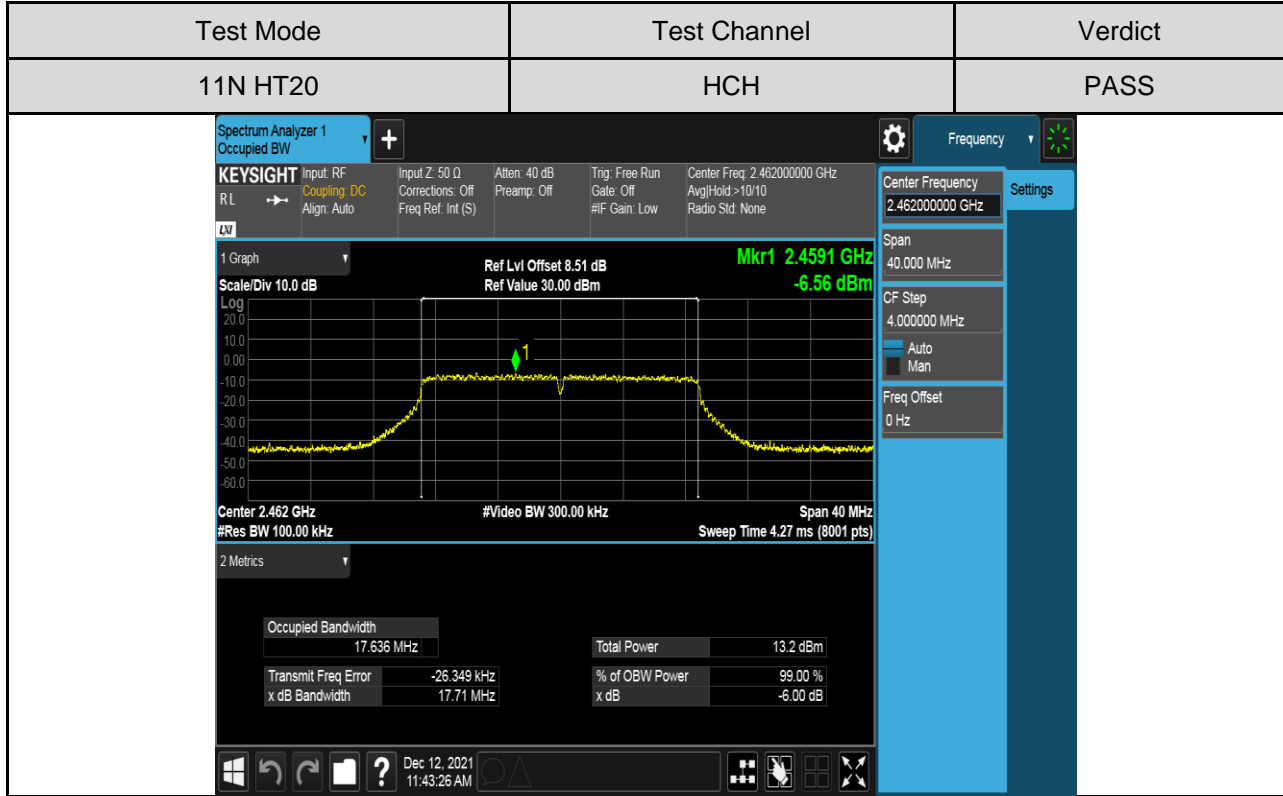 Test Mode Test Channel Verdict
11N HT20 HCH PASS
Spectrum Analyzer 1
Occupied BW
+
Frequency
KEYSIGHT Input: RF Input Z: 50 Ω Atten: 40 dB Trig: Free Run Center Freq: 2.462000000 GHz
RL Coupling: DC Corrections: Off Preamp: Off Gate: Off Avg|Hold:>10/10
Align: Auto Freq Ref: Int (S) #IF Gain: Low Radio Std: None
LXI
Center Frequency
2.462000000 GHz
Settings
Span
40.000 MHz
CF Step
4.000000 MHz
Auto
Man
Freq Offset
0 Hz
1 Graph
Ref Lvl Offset 8.51 dB
Mkr1 2.4591 GHz
Scale/Div 10.0 dB
Ref Value 30.00 dBm
-6.56 dBm
Log
20.0
10.0
0.00
-10.0
-20.0
-30.0
-40.0
-50.0
-60.0
1
Center 2.462 GHz #Video BW 300.00 kHz Span 40 MHz
#Res BW 100.00 kHz Sweep Time 4.27 ms (8001 pts)
2 Metrics
Occupied Bandwidth
17.636 MHz Total Power 13.2 dBm
Transmit Freq Error -26.349 kHz % of OBW Power 99.00 %
x dB Bandwidth 17.71 MHz x dB -6.00 dB
?
Dec 12, 2021
11:43:26 AM